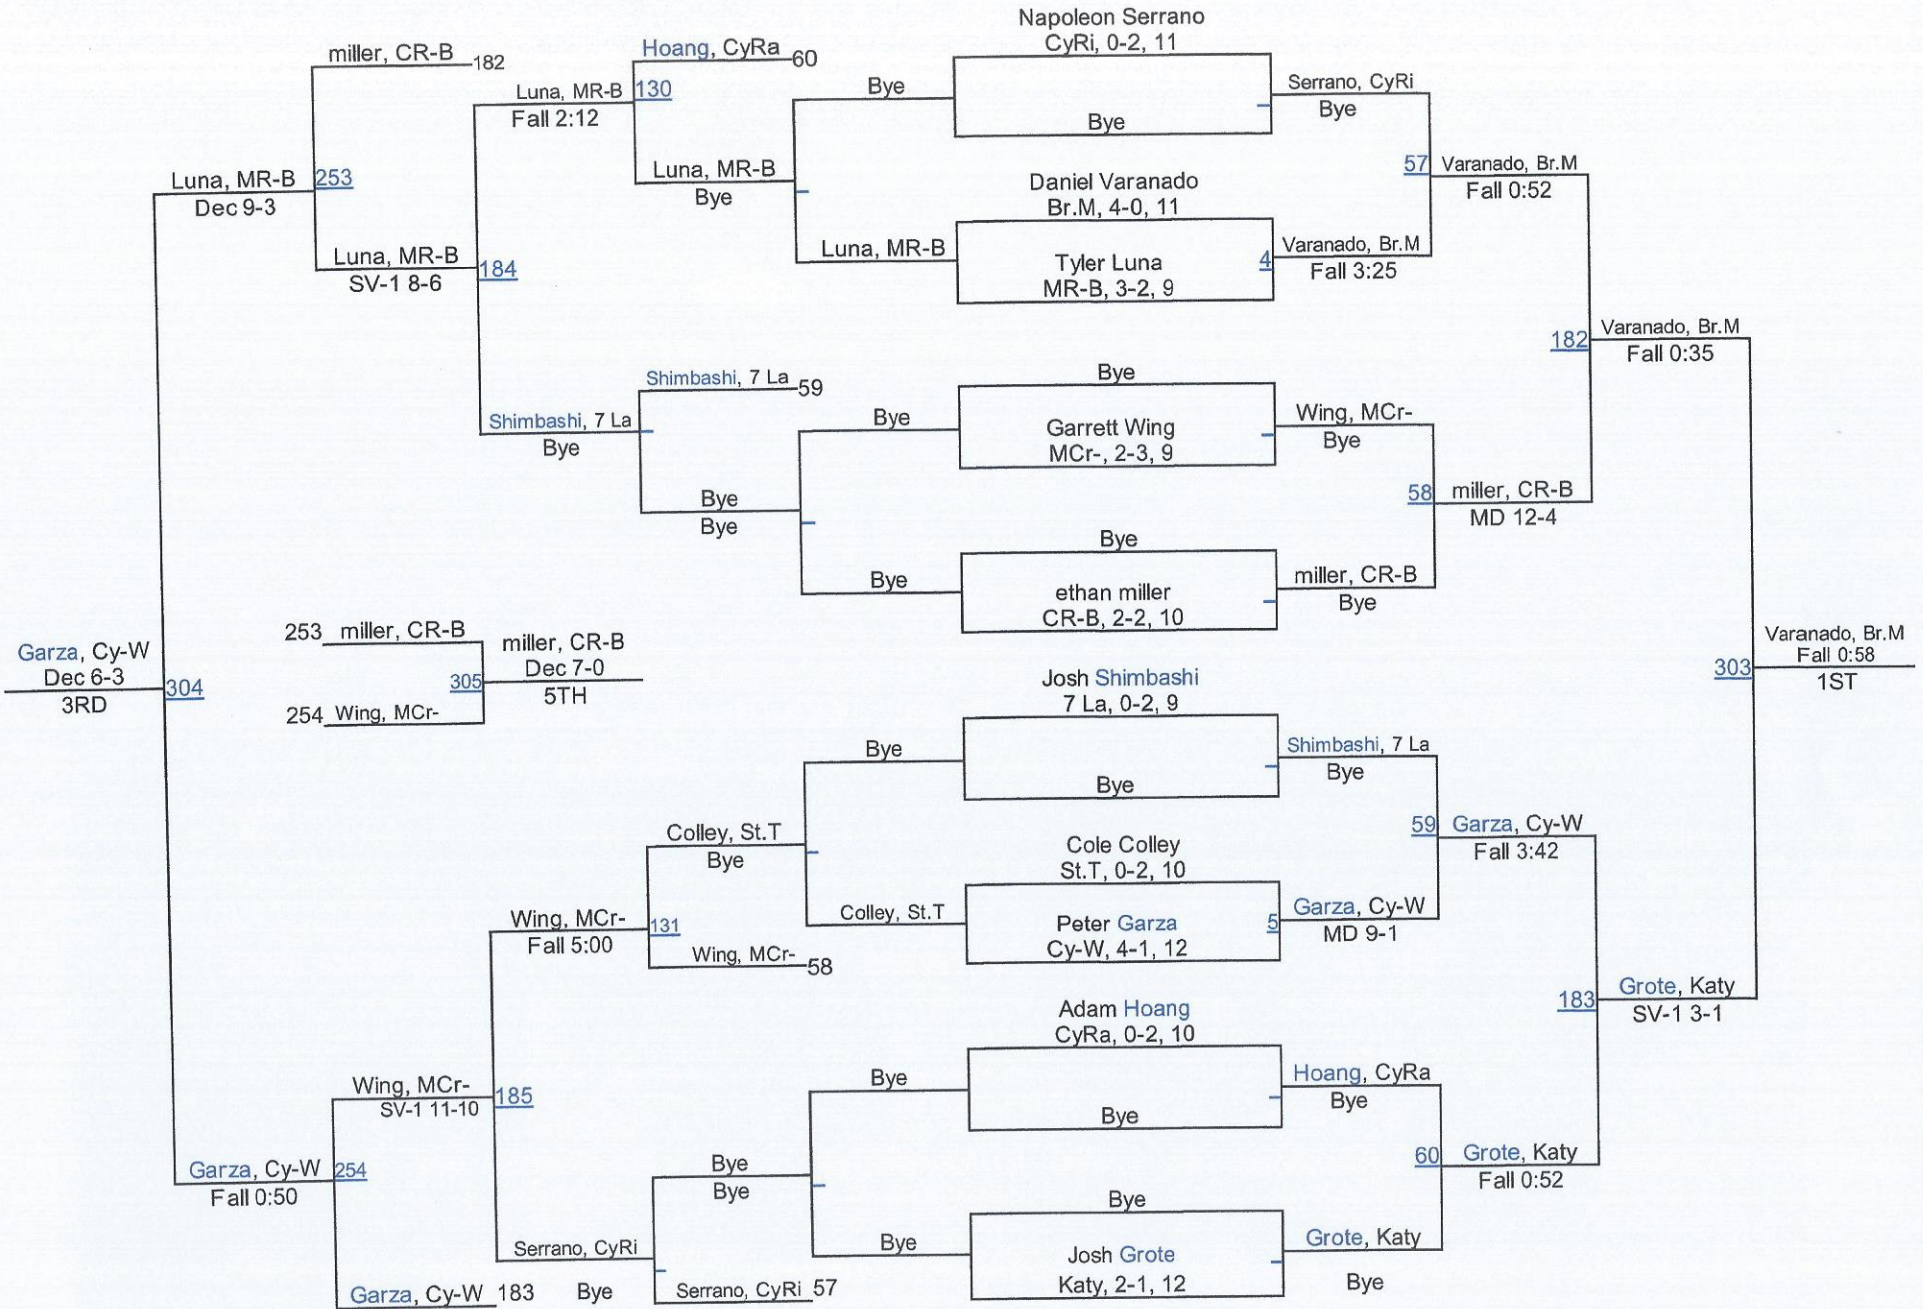 Napoleon Serrano
CyRi, 0-2, 11
Bye
Serrano, CyRi
Bye
Daniel Varanado
Br.M, 4-0, 11
Tyler Luna
MR-B, 3-2, 9
4
Varanado, Br.M
Fall 3:25
57
Varanado, Br.M
Fall 0:52
Bye
Garrett Wing
MCr-, 2-3, 9
Wing, MCr-
Bye
Bye
ethan miller
CR-B, 2-2, 10
miller, CR-B
Bye
58
miller, CR-B
MD 12-4
182
Varanado, Br.M
Fall 0:35
Josh Shimbashi
7 La, 0-2, 9
Bye
Shimbashi, 7 La
Bye
Cole Colley
St.T, 0-2, 10
Peter Garza
Cy-W, 4-1, 12
5
Garza, Cy-W
MD 9-1
59
Garza, Cy-W
Fall 3:42
Adam Hoang
CyRa, 0-2, 10
Bye
Hoang, CyRa
Bye
Bye
Josh Grote
Katy, 2-1, 12
Grote, Katy
Bye
60
Grote, Katy
Fall 0:52
183
Grote, Katy
SV-1 3-1
303
Varanado, Br.M
Fall 0:58
1ST
Bye
Luna, MR-B
Hoang, CyRa
60
Luna, MR-B
Bye
130
Luna, MR-B
Fall 2:12
Bye
Bye
Shimbashi, 7 La
59
Bye
Bye
Shimbashi, 7 La
Bye
184
miller, CR-B
182
Luna, MR-B
SV-1 8-6
253
Luna, MR-B
Dec 9-3
253
miller, CR-B
254
Wing, MCr-
305
miller, CR-B
Dec 7-0
5TH
Garza, Cy-W
Dec 6-3
3RD
304
Bye
Colley, St.T
Colley, St.T
Bye
Wing, MCr-
58
131
Wing, MCr-
Fall 5:00
Bye
Bye
Bye
Bye
Serrano, CyRi
57
Serrano, CyRi
Bye
185
Wing, MCr-
SV-1 11-10
Garza, Cy-W
183
254
Garza, Cy-W
Fall 0:50